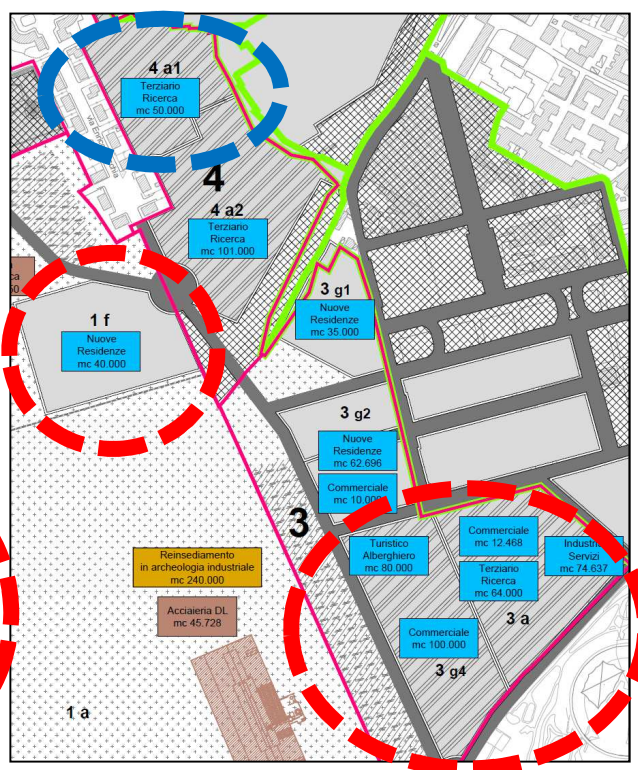 4 a1
Terziario
Ricerca
mc 50.000
4
4 a2
Terziario
Ricerca
mc 101.000
1 f
Nuove
Residenze
mc 40.000
3 g1
Nuove
Residenze
mc 35.000
3 g2
Nuove
Residenze
mc 62.696
Commerciale
mc 10.000
3
Turistico
Alberghiero
mc 80.000
Commerciale
mc 12.468
Terziario
Ricerca
mc 64.000
Servizi
mc 74.637
3 a
Commerciale
mc 100.000
3 g4
Reinsediamento
in archeologia industriale
mc 240.000
Acciaieria DL
mc 45.728
1 a